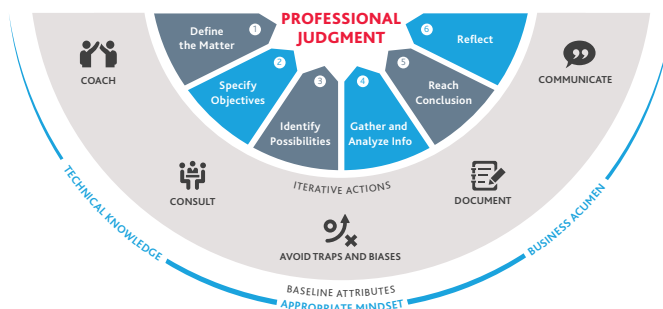 PROFESSIONAL
JUDGMENT
1
Define
the Matter
2
Specify
Objectives
3
Identify
Possibilities
4
Gather and
Analyze Info
5
Reach
Conclusion
6
Reflect
COACH
CONSULT
AVOID TRAPS AND BIASES
DOCUMENT
COMMUNICATE
ITERATIVE ACTIONS
BASELINE ATTRIBUTES
TECHNICAL KNOWLEDGE
APPROPRIATE MINDSET
BUSINESS ACUMEN